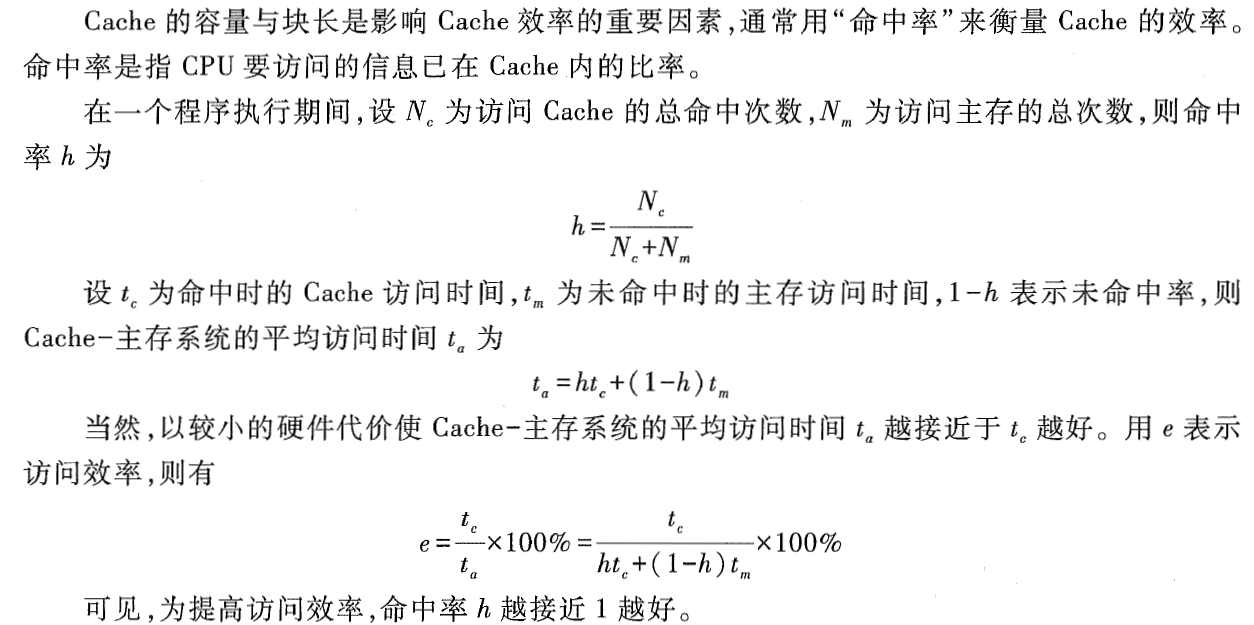 Cache 的容量与块长是影响 Cache 效率的重要因素,通常用“命中率”来衡量 Cache 的效率。
命中率是指 CPU 要访问的信息已在 Cache 内的比率。
在一个程序执行期间,设 N_c 为访问 Cache 的总命中次数,N_m 为访问主存的总次数,则命中
率 h 为
h = N_c / (N_c+N_m)
设 t_c 为命中时的 Cache 访问时间,t_m 为未命中时的主存访问时间,1-h 表示未命中率,则
Cache-主存系统的平均访问时间 t_a 为
t_a = ht_c+(1-h)t_m
当然,以较小的硬件代价使 Cache-主存系统的平均访问时间 t_a 越接近于 t_c 越好。用 e 表示
访问效率,则有
e = t_c / t_a ×100% = t_c / (ht_c+(1-h)t_m) ×100%
可见,为提高访问效率,命中率 h 越接近 1 越好。